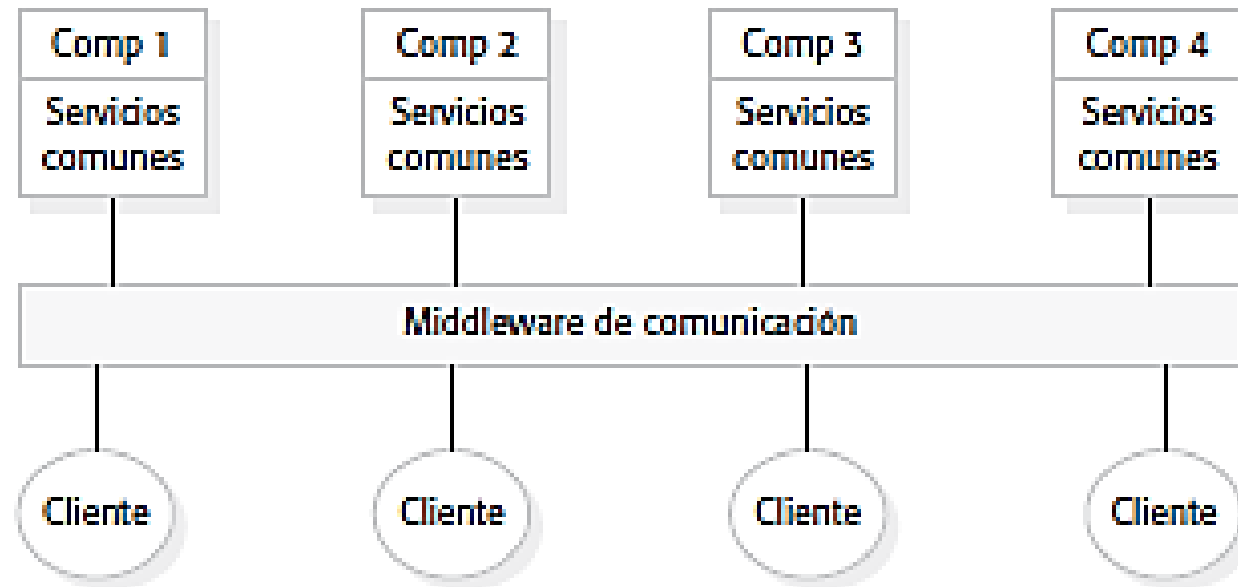 Comp 1
Comp 2
Comp 3
Comp 4
Servicios
comunes
Servicios
comunes
Servicios
comunes
Servicios
comunes
Middleware de comunicación
Cliente
Cliente
Cliente
Cliente